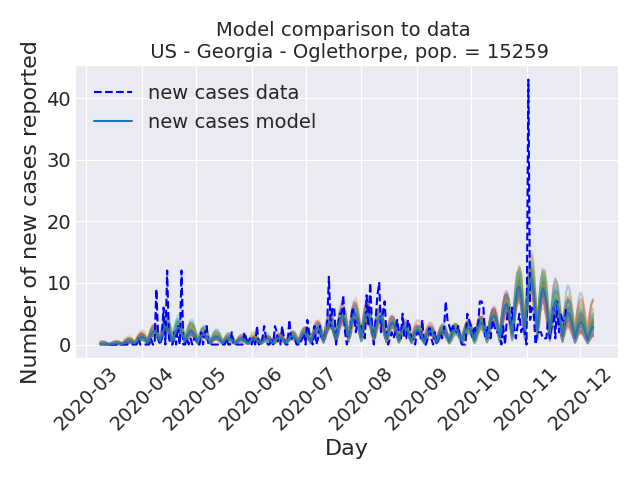 Model comparison to data
US - Georgia - Oglethorpe, pop. = 15259
new cases data
new cases model
Number of new cases reported
40
30
20
10
0
2020-03
2020-04
2020-05
2020-06
2020-07
2020-08
2020-09
2020-10
2020-11
2020-12
Day